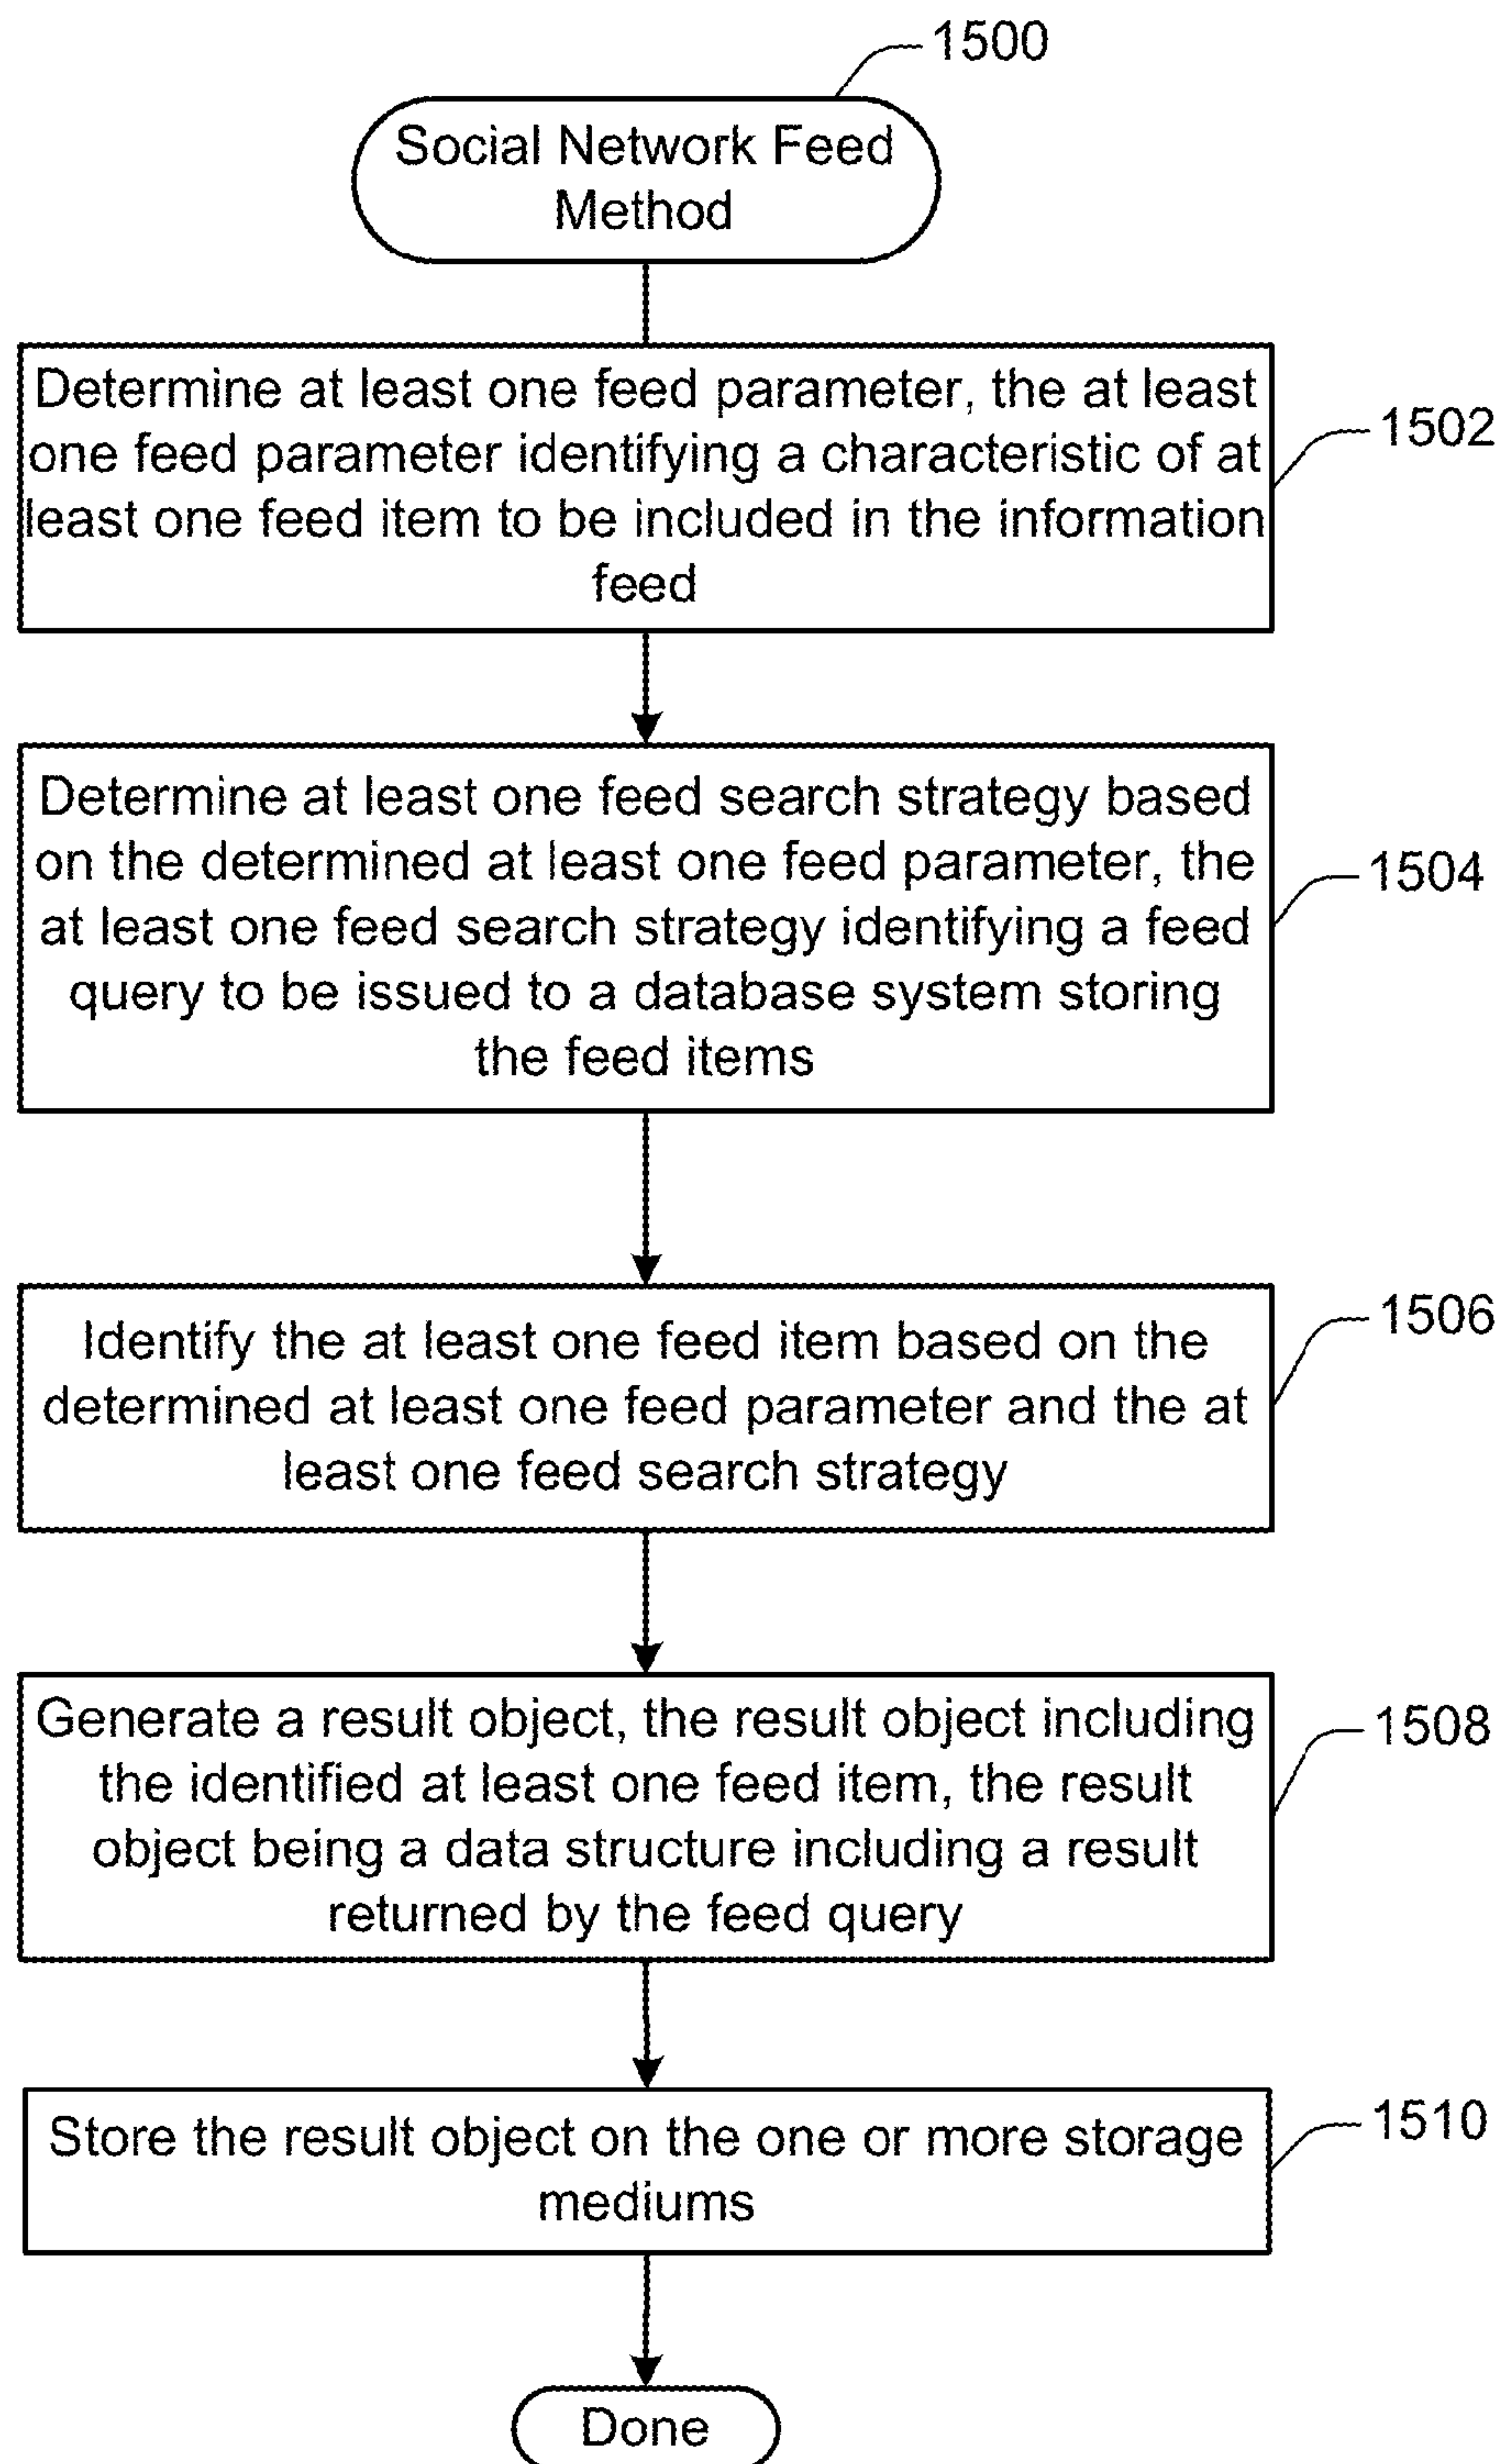 1500
Social Network Feed
Method
Determine at least one feed parameter, the at least
one feed parameter identifying a characteristic of at
least one feed item to be included in the information
feed
1502
Determine at least one feed search strategy based
on the determined at least one feed parameter, the
at least one feed search strategy identifying a feed
query to be issued to a database system storing
the feed items
1504
Identify the at least one feed item based on the
determined at least one feed parameter and the at
least one feed search strategy
1506
Generate a result object, the result object including
the identified at least one feed item, the result
object being a data structure including a result
returned by the feed query
1508
Store the result object on the one or more storage
mediums
1510
Done